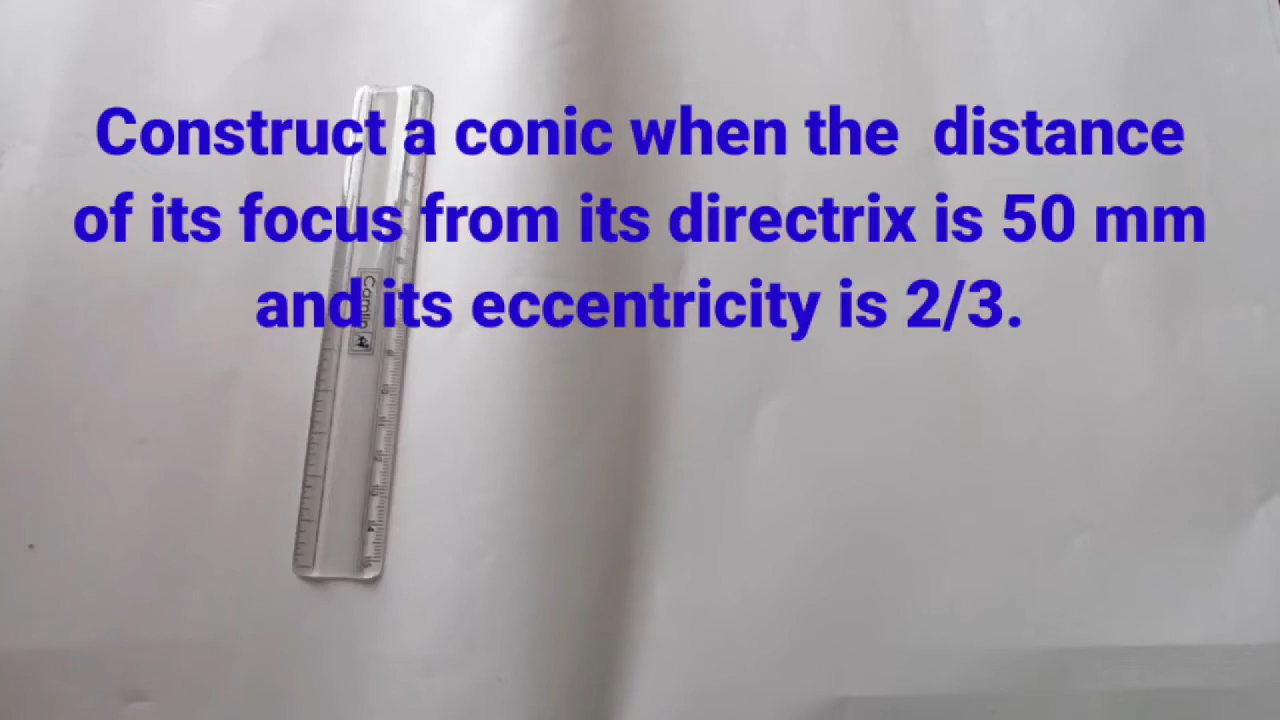 Construct a conic when the distance
of its focus from its directrix is 50 mm
and its eccentricity is 2/3.
Camlin